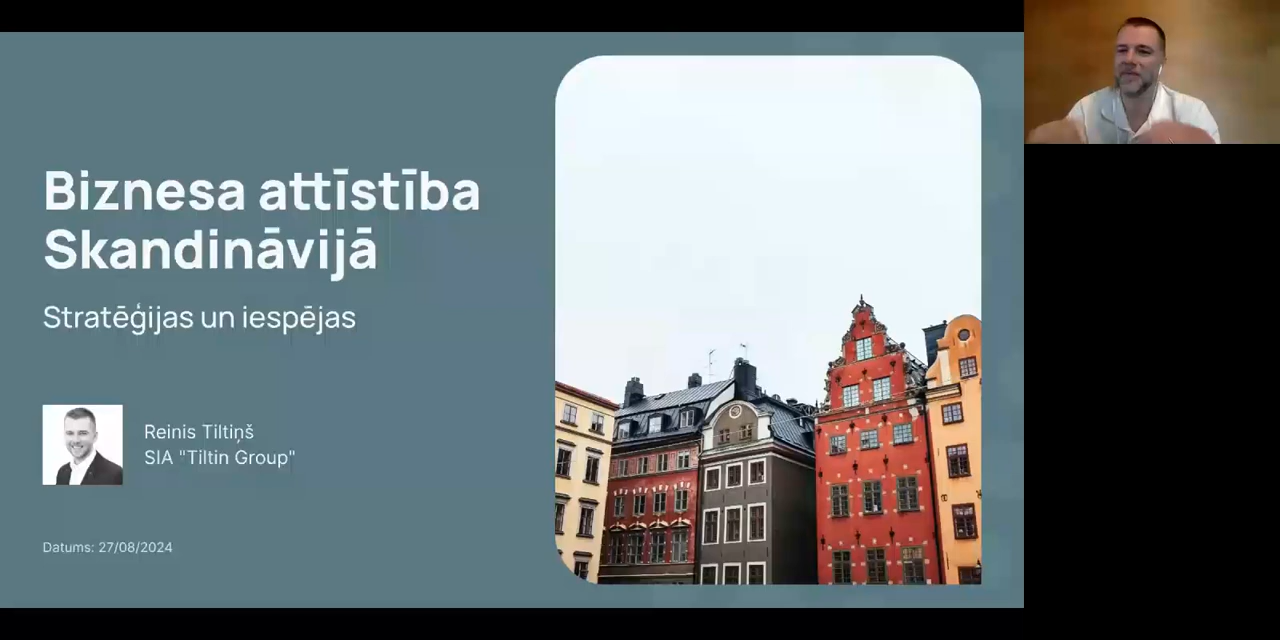 Biznesa attīstība
Skandināvijā
Stratēģijas un iespējas
Reinis Tiltiņš
SIA "Tiltin Group"
Datums: 27/08/2024